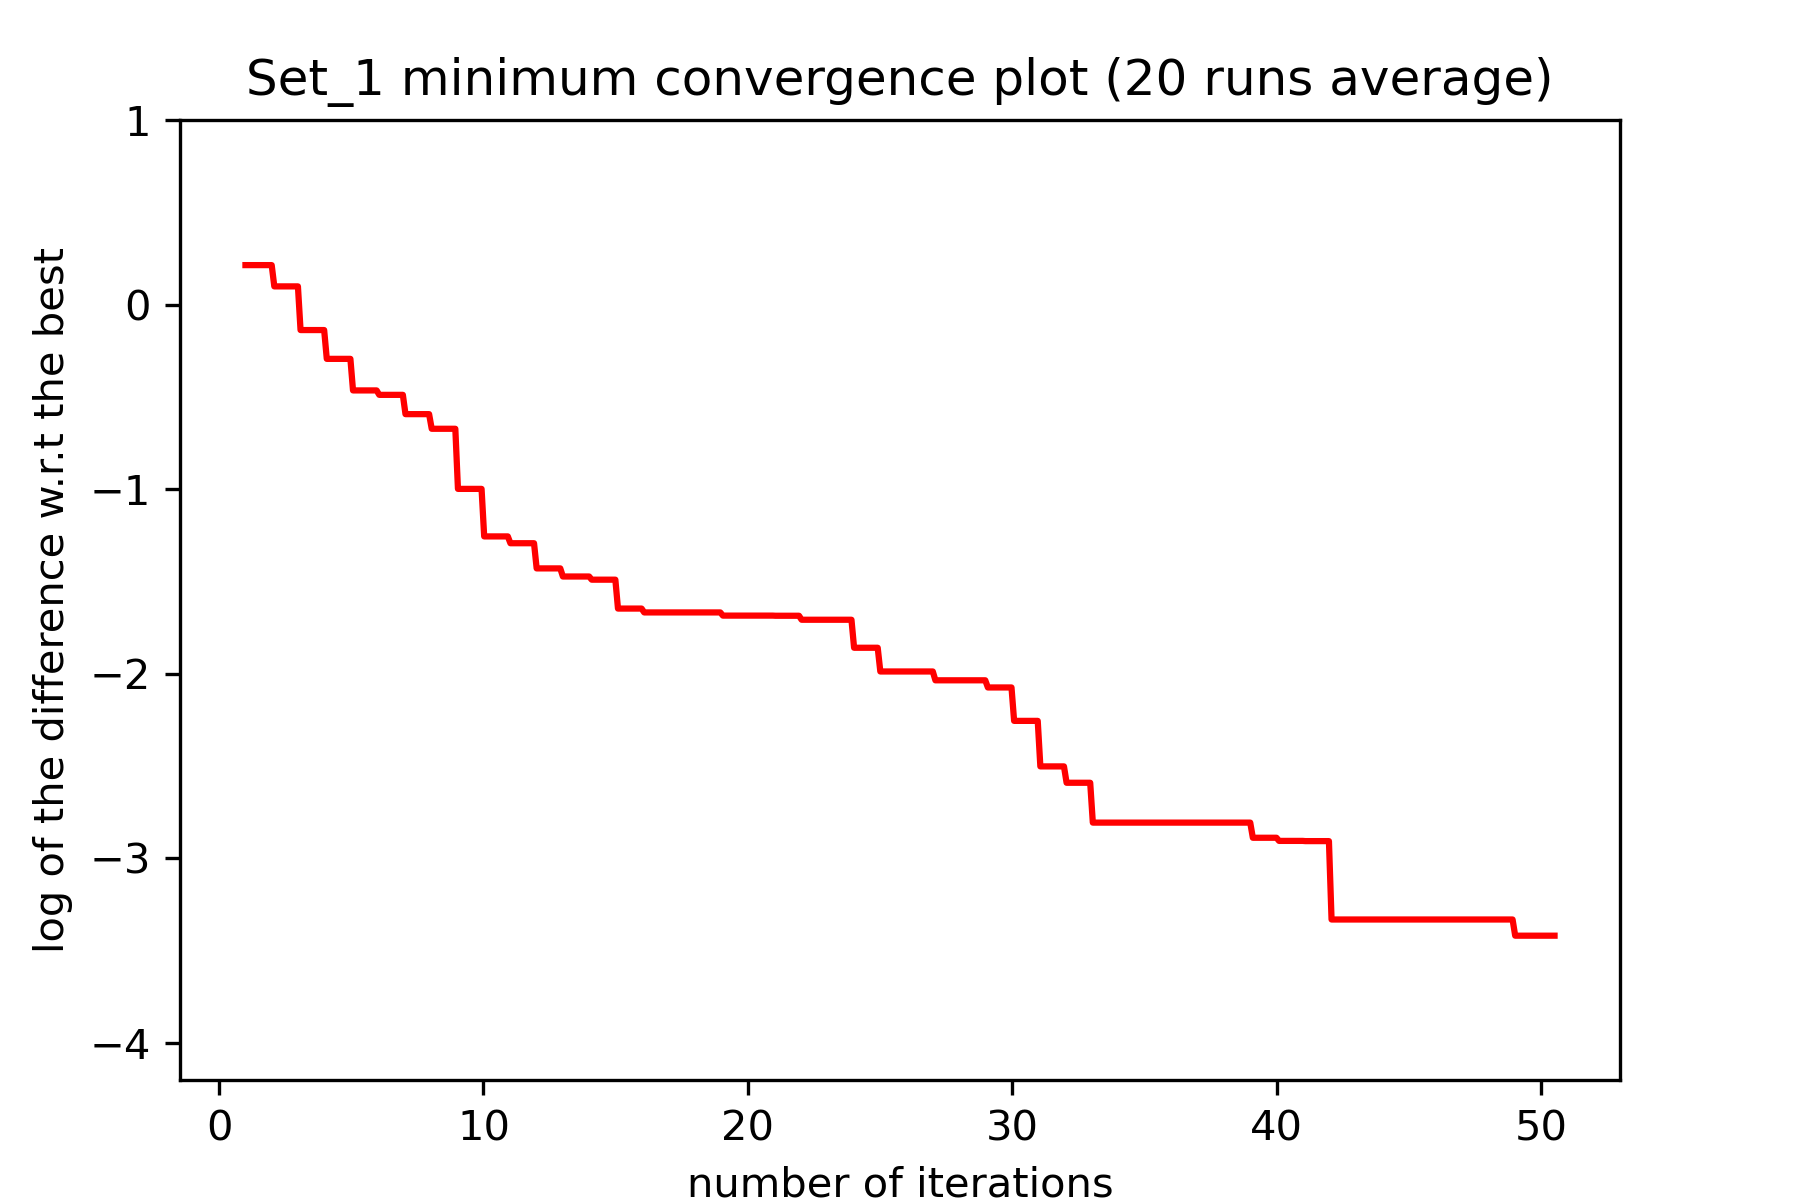 Set_1 minimum convergence plot (20 runs average)
log of the difference w.r.t the best
1
0
−1
−2
−3
−4
0 10 20 30 40 50
number of iterations